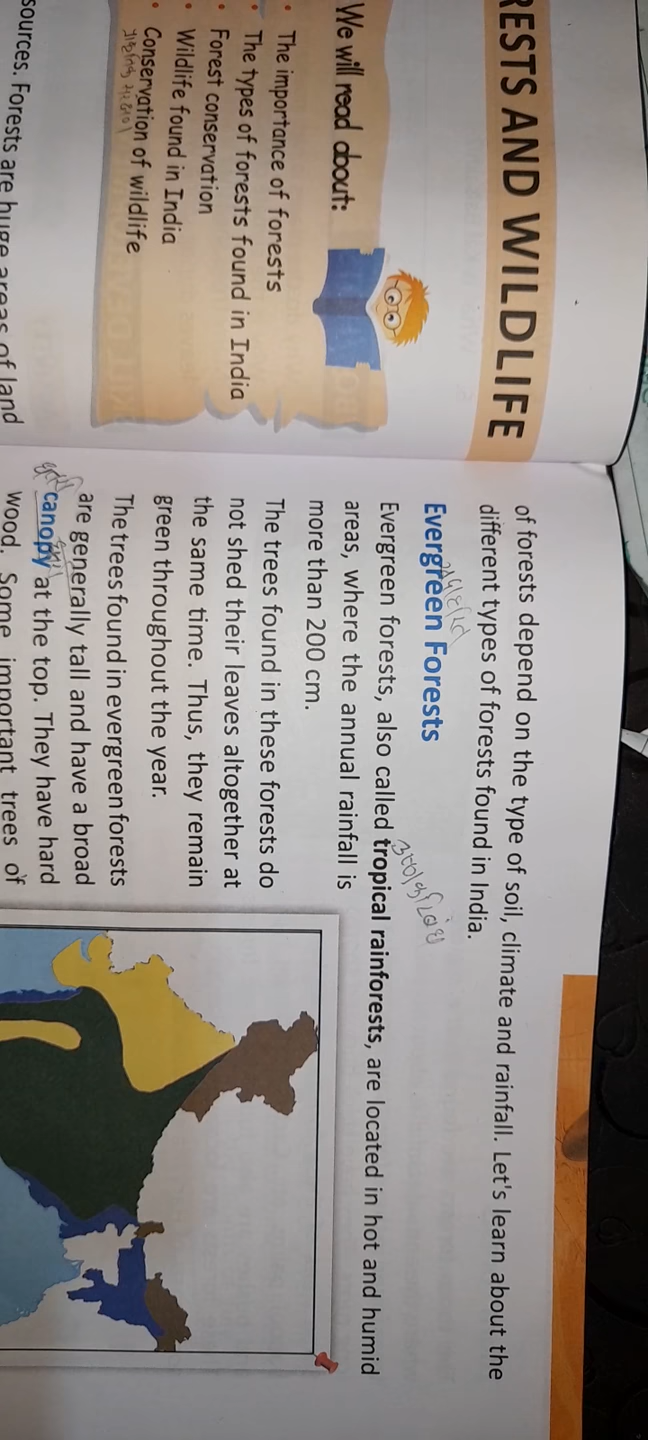 RESTS AND WILDLIFE
We will read about:
• The importance of forests
• The types of forests found in India
• Forest conservation
• Wildlife found in India
• Conservation of wildlife
sources. Forests are huge areas of land
of forests depend on the type of soil, climate and rainfall. Let's learn about the
different types of forests found in India.
Evergreen Forests
Evergreen forests, also called tropical rainforests, are located in hot and humid
areas, where the annual rainfall is
more than 200 cm.
The trees found in these forests do
not shed their leaves altogether at
the same time. Thus, they remain
green throughout the year.
The trees found in evergreen forests
are generally tall and have a broad
canopy at the top. They have hard
wood. Some important trees of